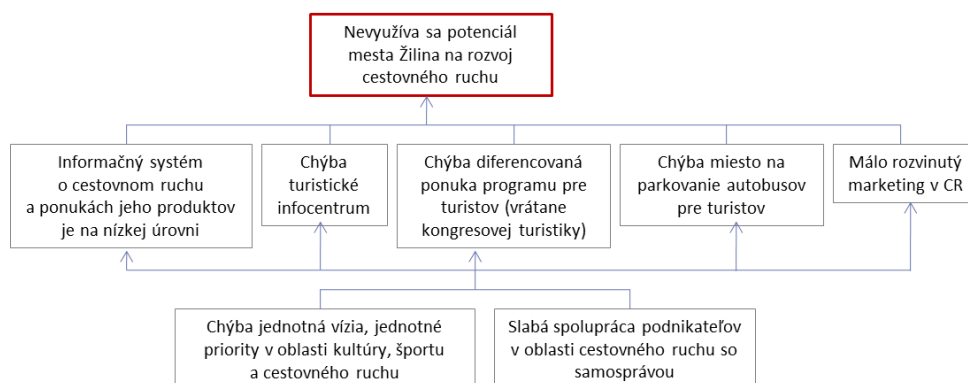 Nevyužíva sa potenciál
mesta Žilina na rozvoj
cestovného ruchu
Informačný systém
o cestovnom ruchu
a ponukách jeho produktov
je na nízkej úrovni
Chýba
turistické
infocentrum
Chýba diferencovaná
ponuka programu pre
turistov (vrátane
kongresovej turistiky)
Chýba miesto na
parkovanie autobusov
pre turistov
Málo rozvinutý
marketing v CR
Chýba jednotná vízia, jednotné
priority v oblasti kultúry, športu
a cestovného ruchu
Slabá spolupráca podnikateľov
v oblasti cestovného ruchu so
samosprávou